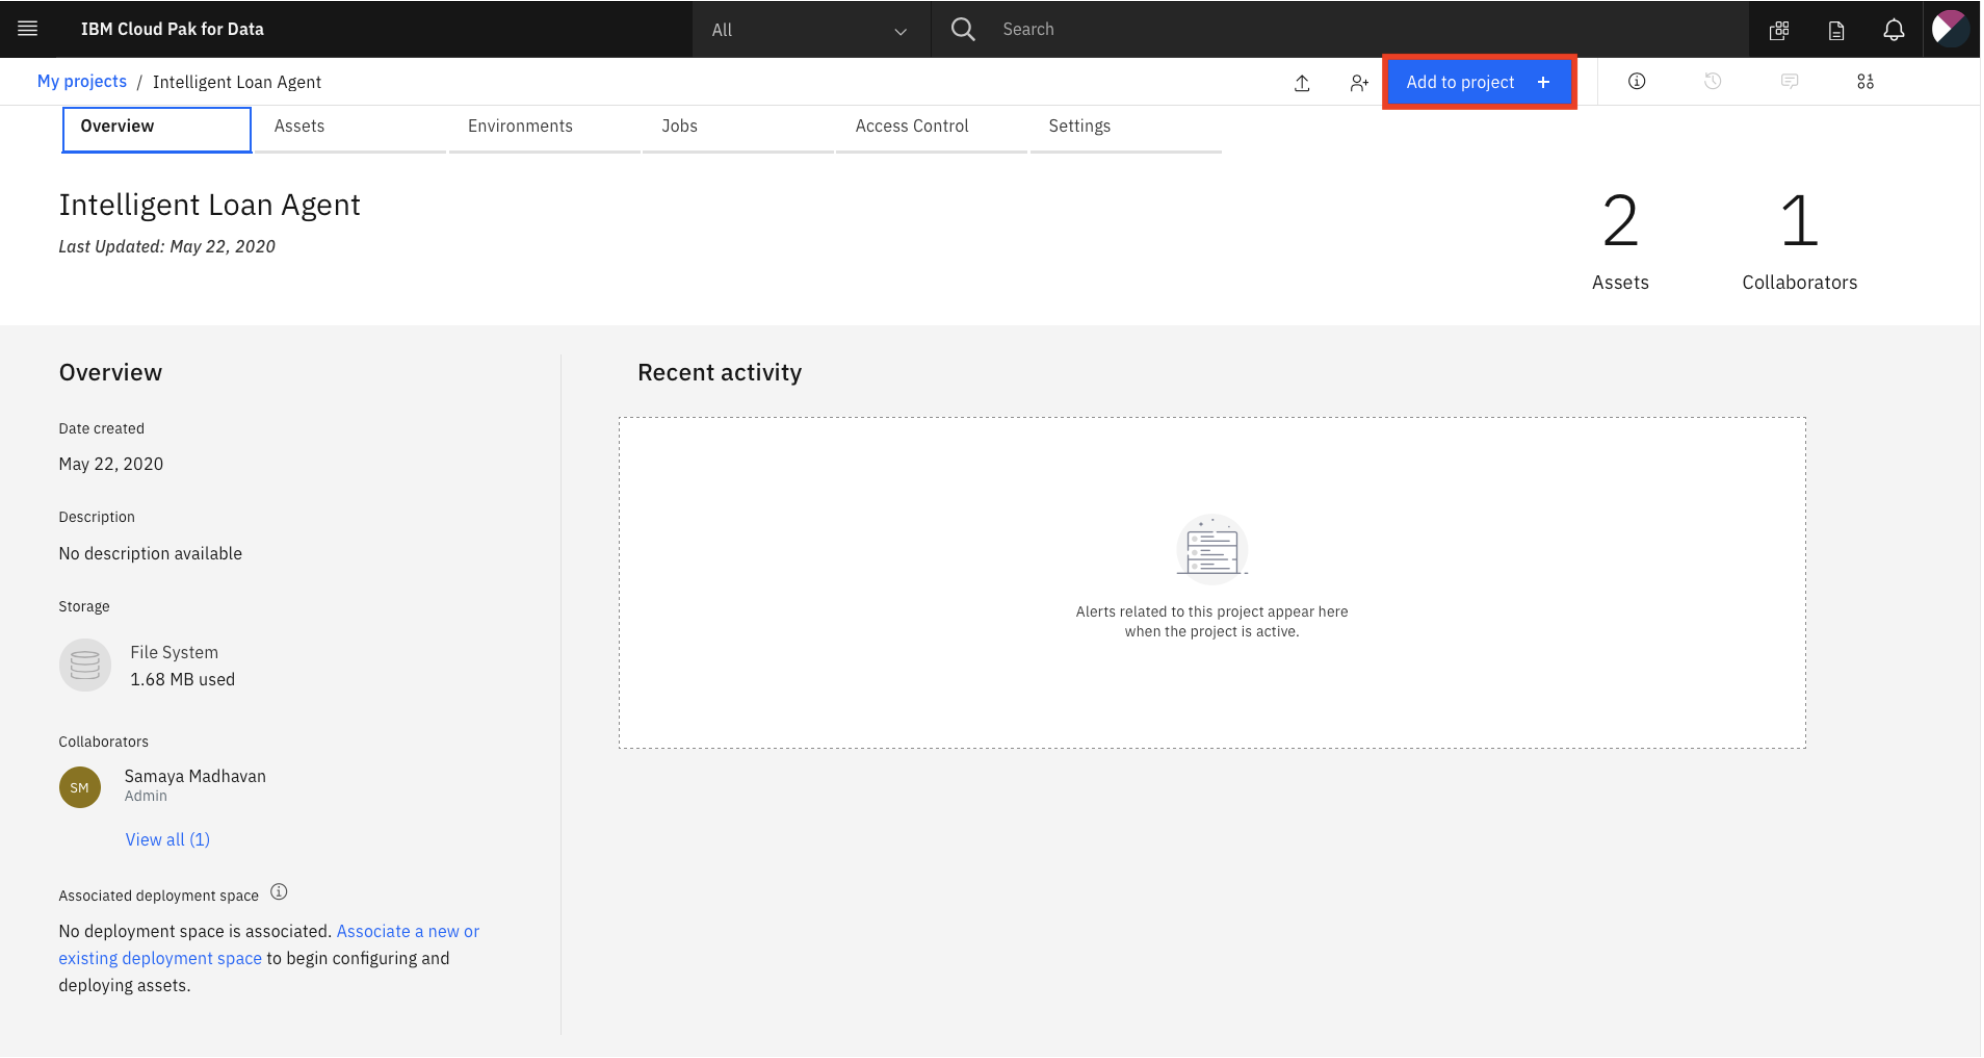 IBM Cloud Pak for Data
All
Search
My projects / Intelligent Loan Agent
Add to project +
Overview
Assets
Environments
Jobs
Access Control
Settings
Intelligent Loan Agent
Last Updated: May 22, 2020
2
Assets
1
Collaborators
Overview
Date created
May 22, 2020
Description
No description available
Storage
File System
1.68 MB used
Collaborators
SM
Samaya Madhavan
Admin
View all (1)
Associated deployment space
No deployment space is associated. Associate a new or
existing deployment space to begin configuring and
deploying assets.
Recent activity
Alerts related to this project appear here
when the project is active.